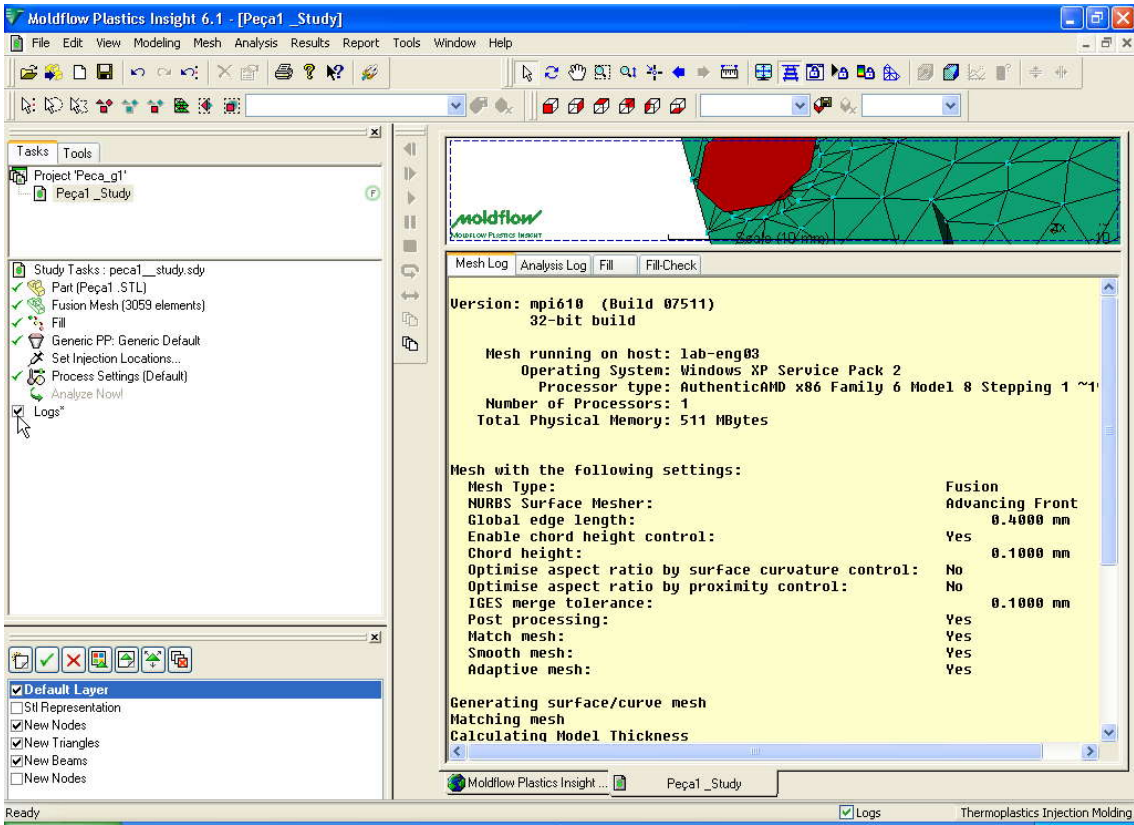 Moldflow Plastics Insight 6.1 - [Peça1 _Study]
File Edit View Modeling Mesh Analysis Results Report Tools Window Help
Tasks Tools
Project 'Peca_g1'
Peça1 _Study
F
Study Tasks : peca1__study.sdy
Part (Peça1 .STL)
Fusion Mesh (3059 elements)
Fill
Generic PP: Generic Default
Set Injection Locations...
Process Settings (Default)
Analyze Now!
Logs*
Default Layer
Stl Representation
New Nodes
New Triangles
New Beams
New Nodes
moldflow
MOLDFLOW PLASTICS INSIGHT
Scale (10 mm)
Mesh Log Analysis Log Fill Fill-Check
Version: mpi610 (Build 07511)
32-bit build
Mesh running on host: lab-eng03
Operating System: Windows XP Service Pack 2
Processor type: AuthenticAMD x86 Family 6 Model 8 Stepping 1
Number of Processors: 1
Total Physical Memory: 511 MBytes
Mesh with the following settings:
Mesh Type: Fusion
NURBS Surface Mesher: Advancing Front
Global edge length: 0.4000 mm
Enable chord height control: Yes
Chord height: 0.1000 mm
Optimise aspect ratio by surface curvature control: No
Optimise aspect ratio by proximity control: No
IGES merge tolerance: 0.1000 mm
Post processing: Yes
Match mesh: Yes
Smooth mesh: Yes
Adaptive mesh: Yes
Generating surface/curve mesh
Matching mesh
Calculating Model Thickness
Moldflow Plastics Insight ... Peça1 _Study
Ready Logs Thermoplastics Injection Molding